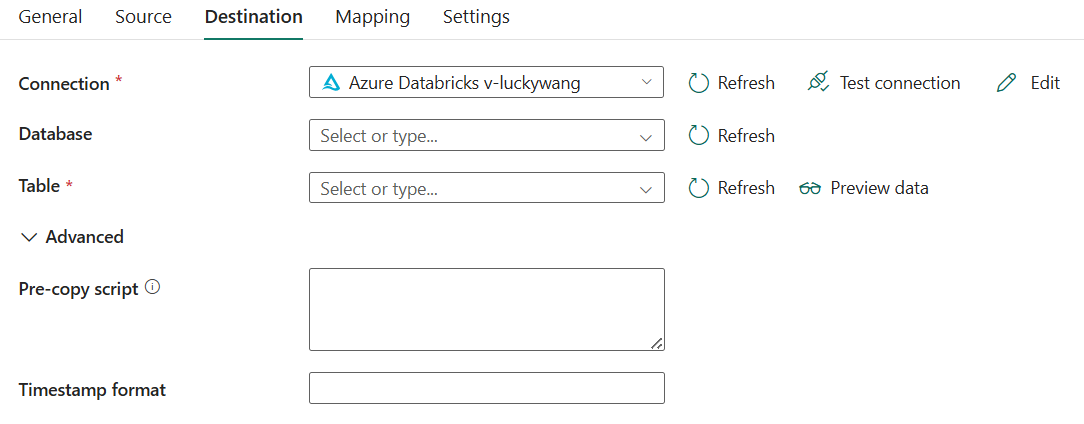 General Source Destination Mapping Settings
Connection * Azure Databricks v-luckywang Refresh Test connection Edit
Database Select or type... Refresh
Table * Select or type... Refresh Preview data
Advanced
Pre-copy script
Timestamp format